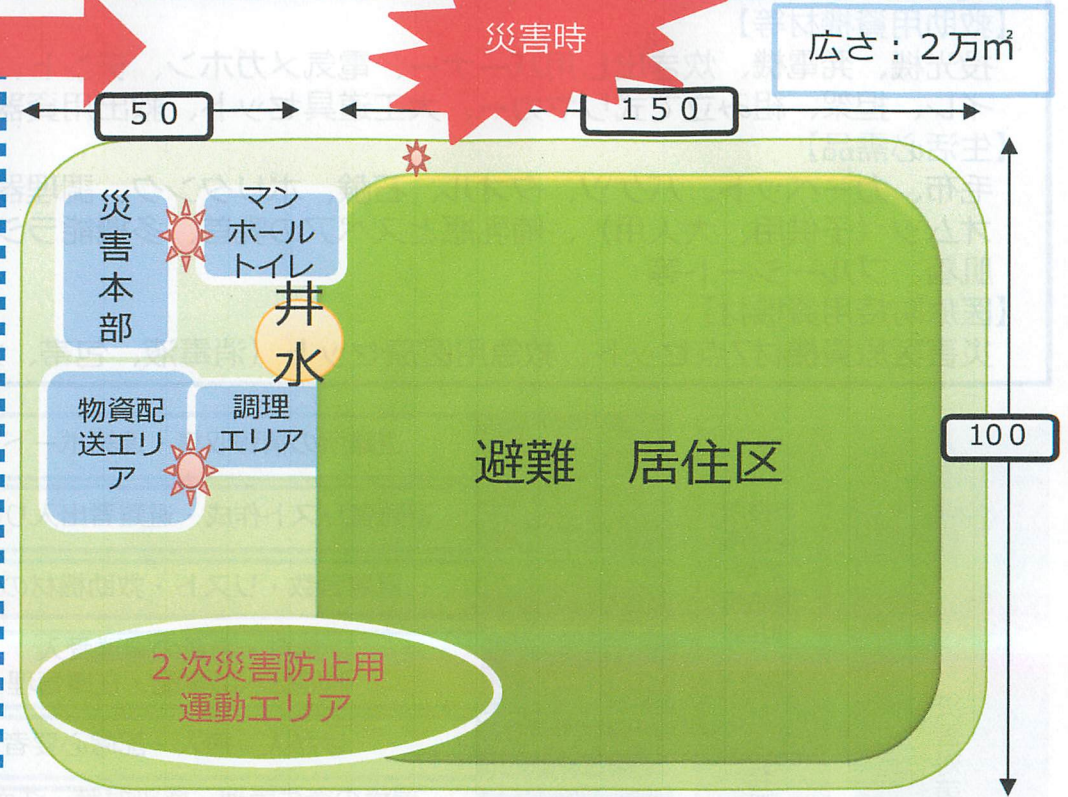 災害時
広さ：２万㎡
５０
１５０
災害本部
マン
ホール
トイレ
井
水
物資配
送エリ
ア
調理
エリア
避難　居住区
１００
２次災害防止用
運動エリア